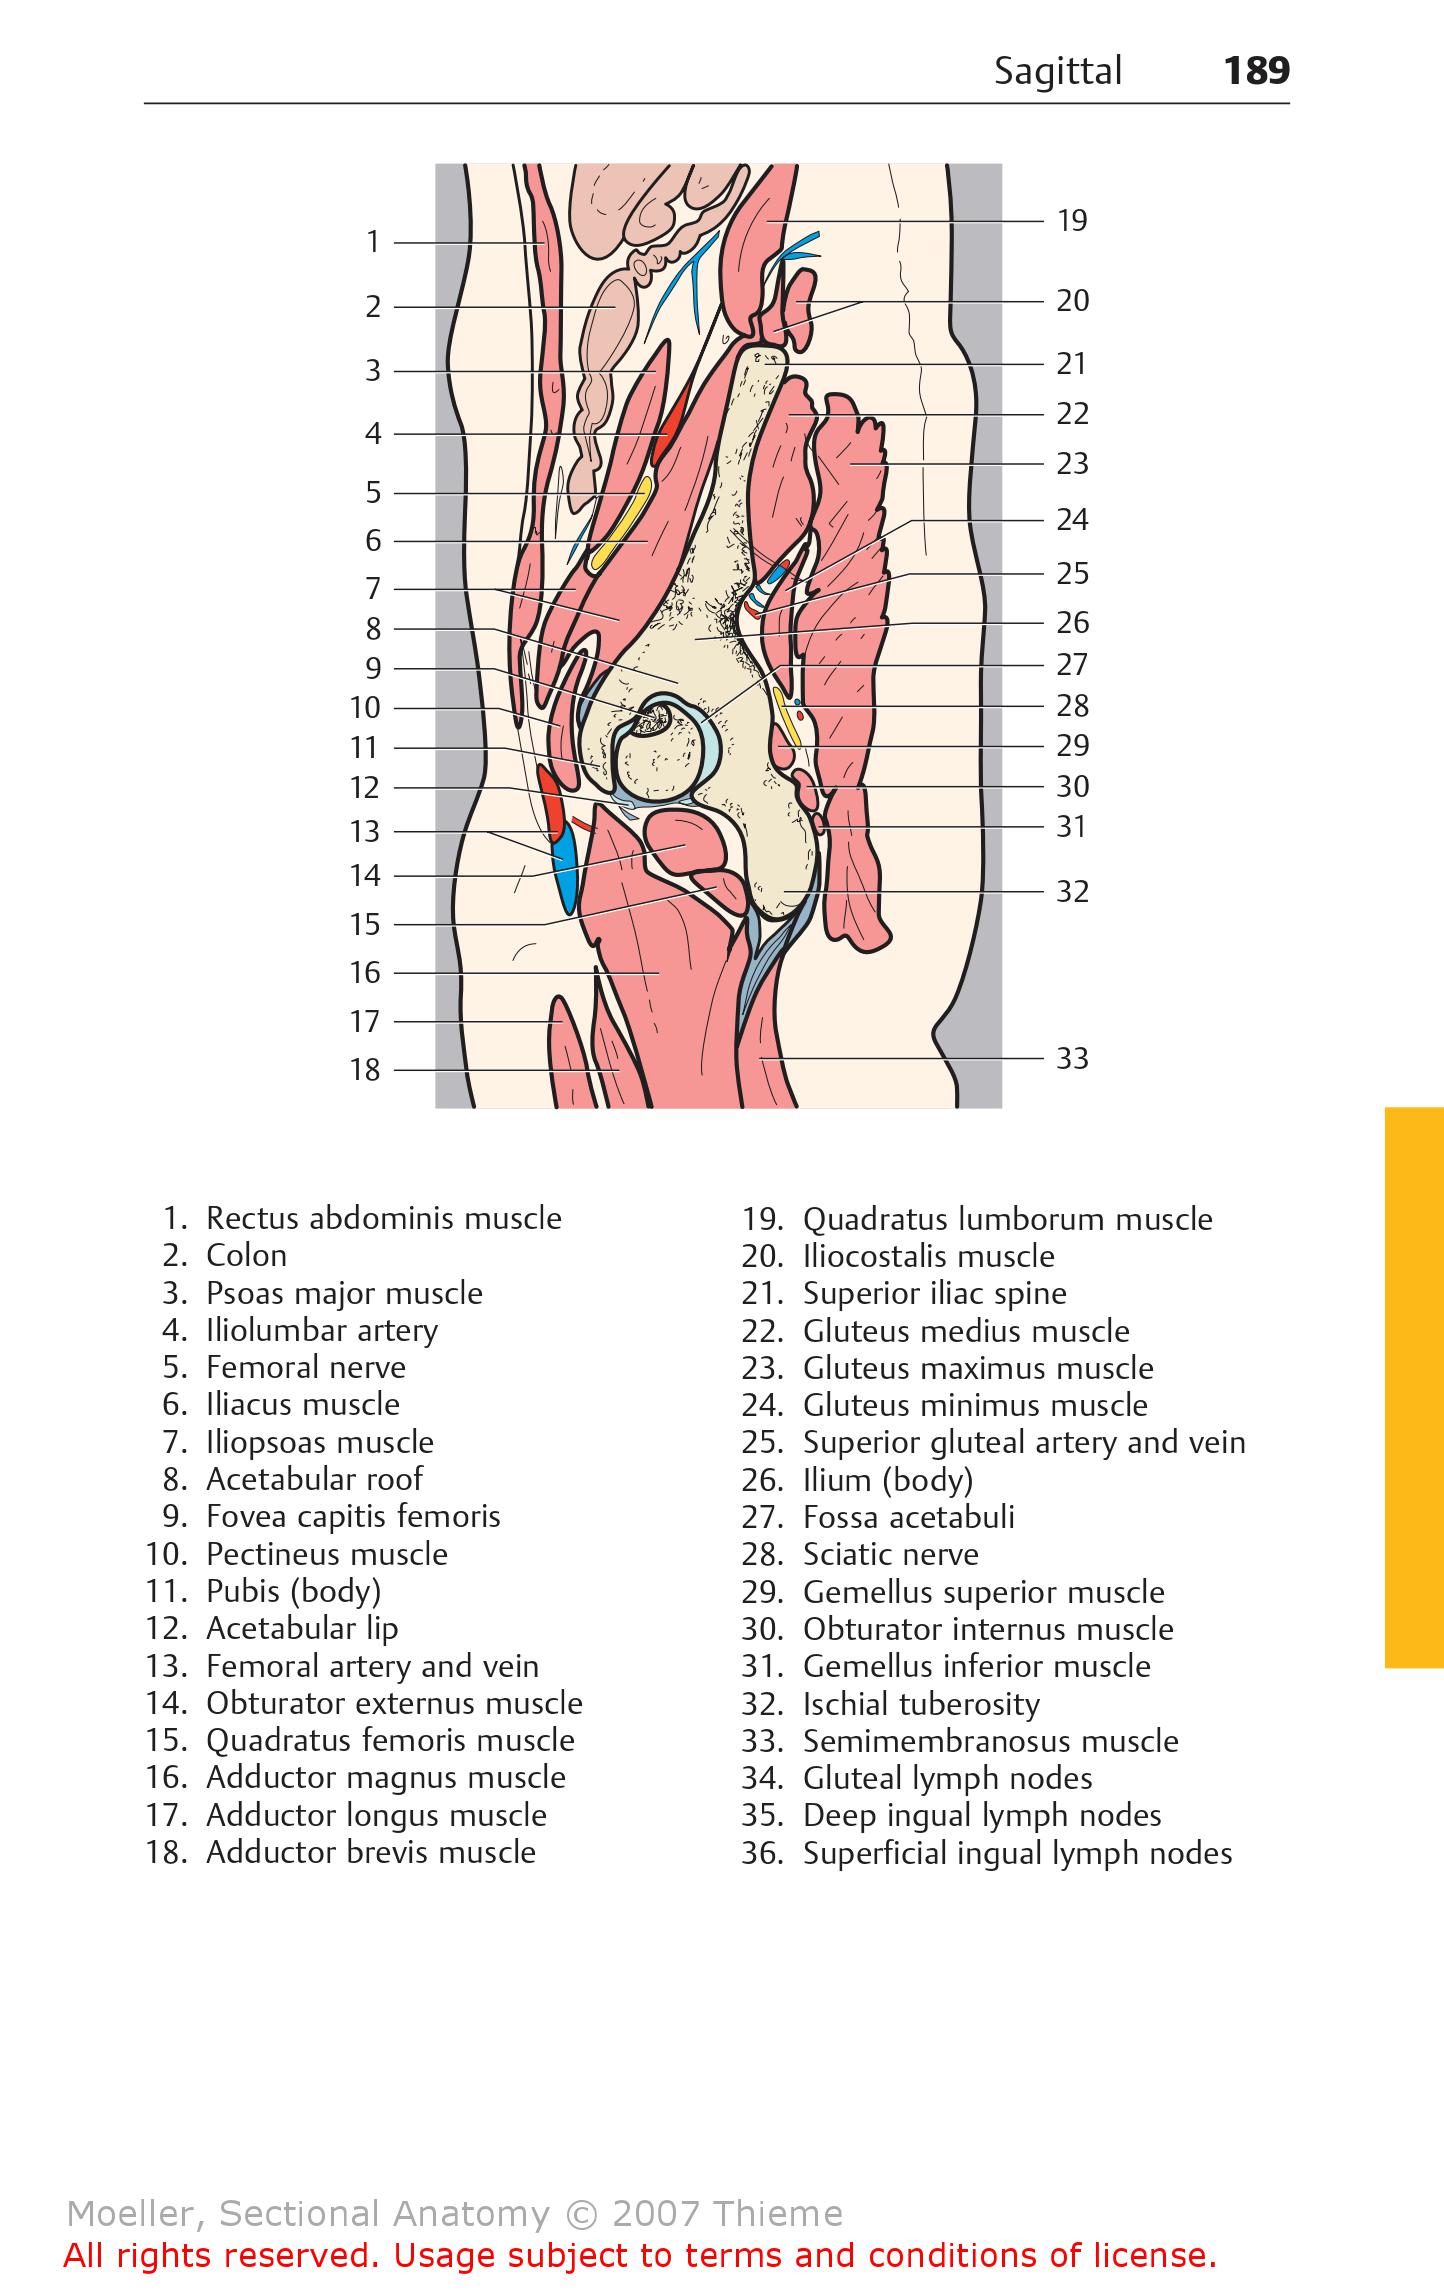 Sagittal 189
1
2
3
4
5
6
7
8
9
10
11
12
13
14
15
16
17
18
19
20
21
22
23
24
25
26
27
28
29
30
31
32
33
1. Rectus abdominis muscle
2. Colon
3. Psoas major muscle
4. Iliolumbar artery
5. Femoral nerve
6. Iliacus muscle
7. Iliopsoas muscle
8. Acetabular roof
9. Fovea capitis femoris
10. Pectineus muscle
11. Pubis (body)
12. Acetabular lip
13. Femoral artery and vein
14. Obturator externus muscle
15. Quadratus femoris muscle
16. Adductor magnus muscle
17. Adductor longus muscle
18. Adductor brevis muscle
19. Quadratus lumborum muscle
20. Iliocostalis muscle
21. Superior iliac spine
22. Gluteus medius muscle
23. Gluteus maximus muscle
24. Gluteus minimus muscle
25. Superior gluteal artery and vein
26. Ilium (body)
27. Fossa acetabuli
28. Sciatic nerve
29. Gemellus superior muscle
30. Obturator internus muscle
31. Gemellus inferior muscle
32. Ischial tuberosity
33. Semimembranosus muscle
34. Gluteal lymph nodes
35. Deep ingual lymph nodes
36. Superficial ingual lymph nodes
Moeller, Sectional Anatomy © 2007 Thieme
All rights reserved. Usage subject to terms and conditions of license.